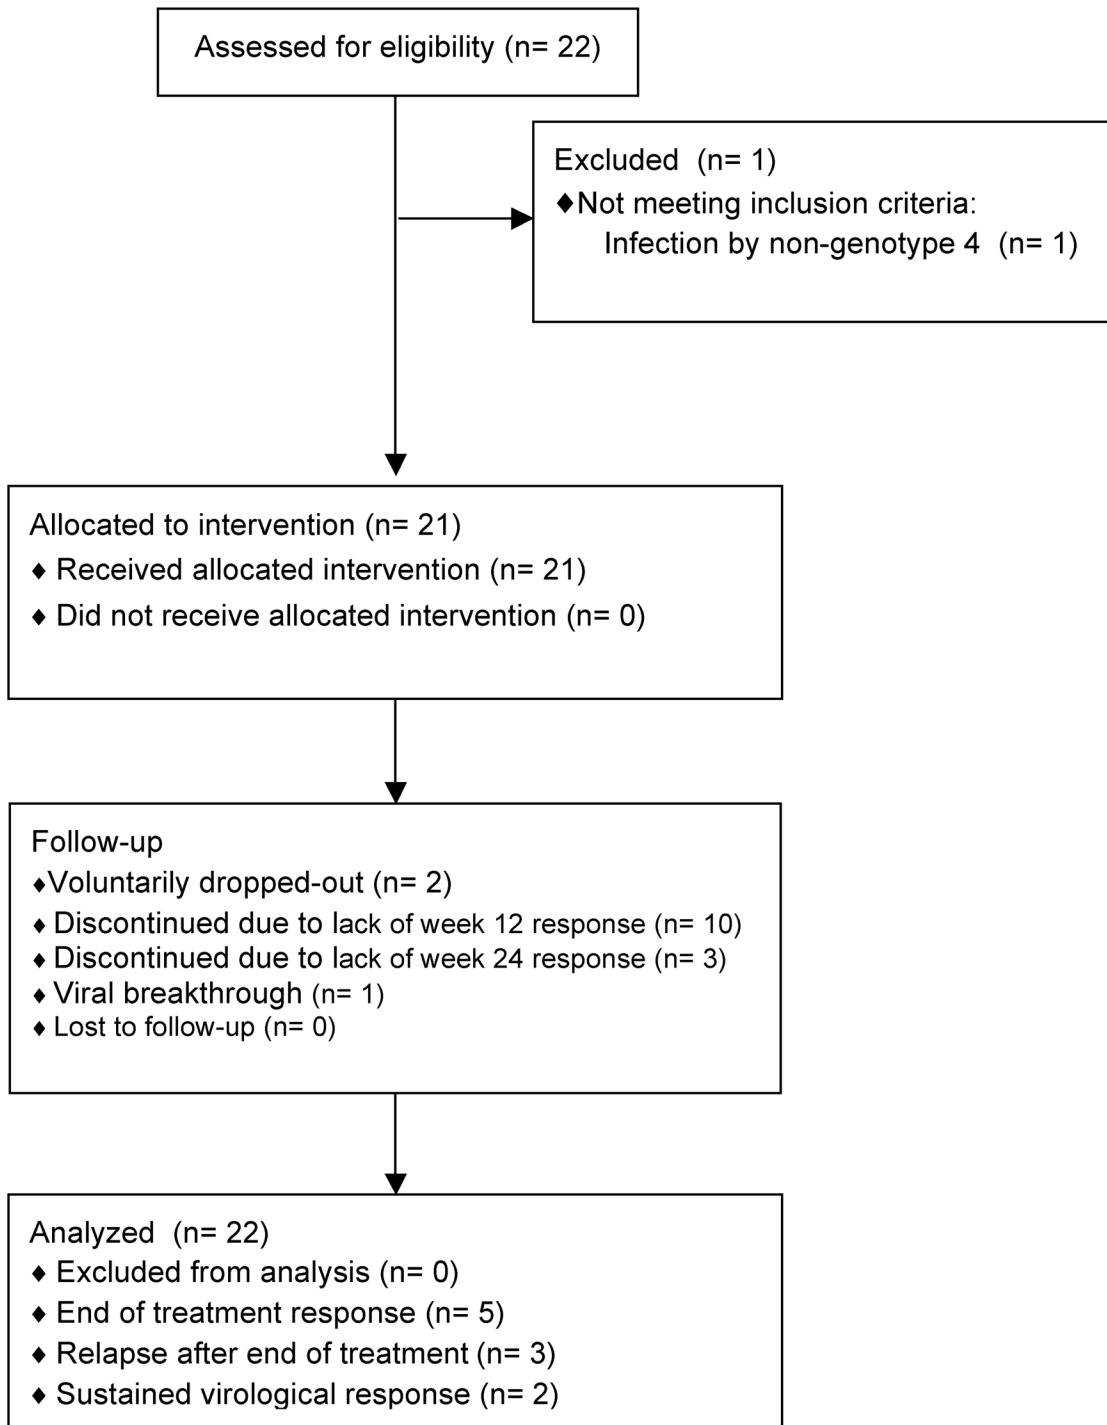 Assessed for eligibility (n= 22)
Excluded  (n= 1)
♦Not meeting inclusion criteria:
Infection by non-genotype 4  (n= 1)
Allocated to intervention (n= 21)
♦ Received allocated intervention (n= 21)
♦ Did not receive allocated intervention (n= 0)
Follow-up
♦Voluntarily dropped-out (n= 2)
♦ Discontinued due to lack of week 12 response (n= 10)
♦ Discontinued due to lack of week 24 response (n= 3)
♦ Viral breakthrough (n= 1)
♦ Lost to follow-up (n= 0)
Analyzed  (n= 22)
♦ Excluded from analysis (n= 0)
♦ End of treatment response (n= 5)
♦ Relapse after end of treatment (n= 3)
♦ Sustained virological response (n= 2)